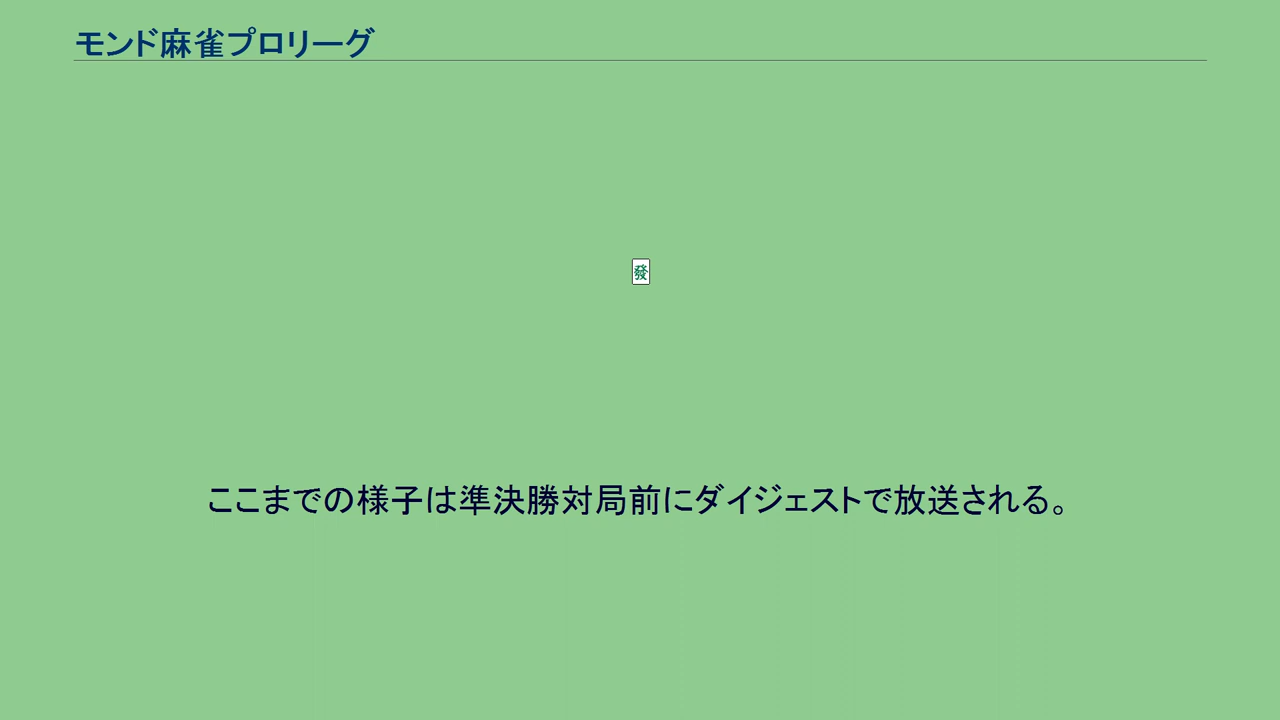 モンド麻雀プロリーグ
發
ここまでの様子は準決勝対局前にダイジェストで放送される。